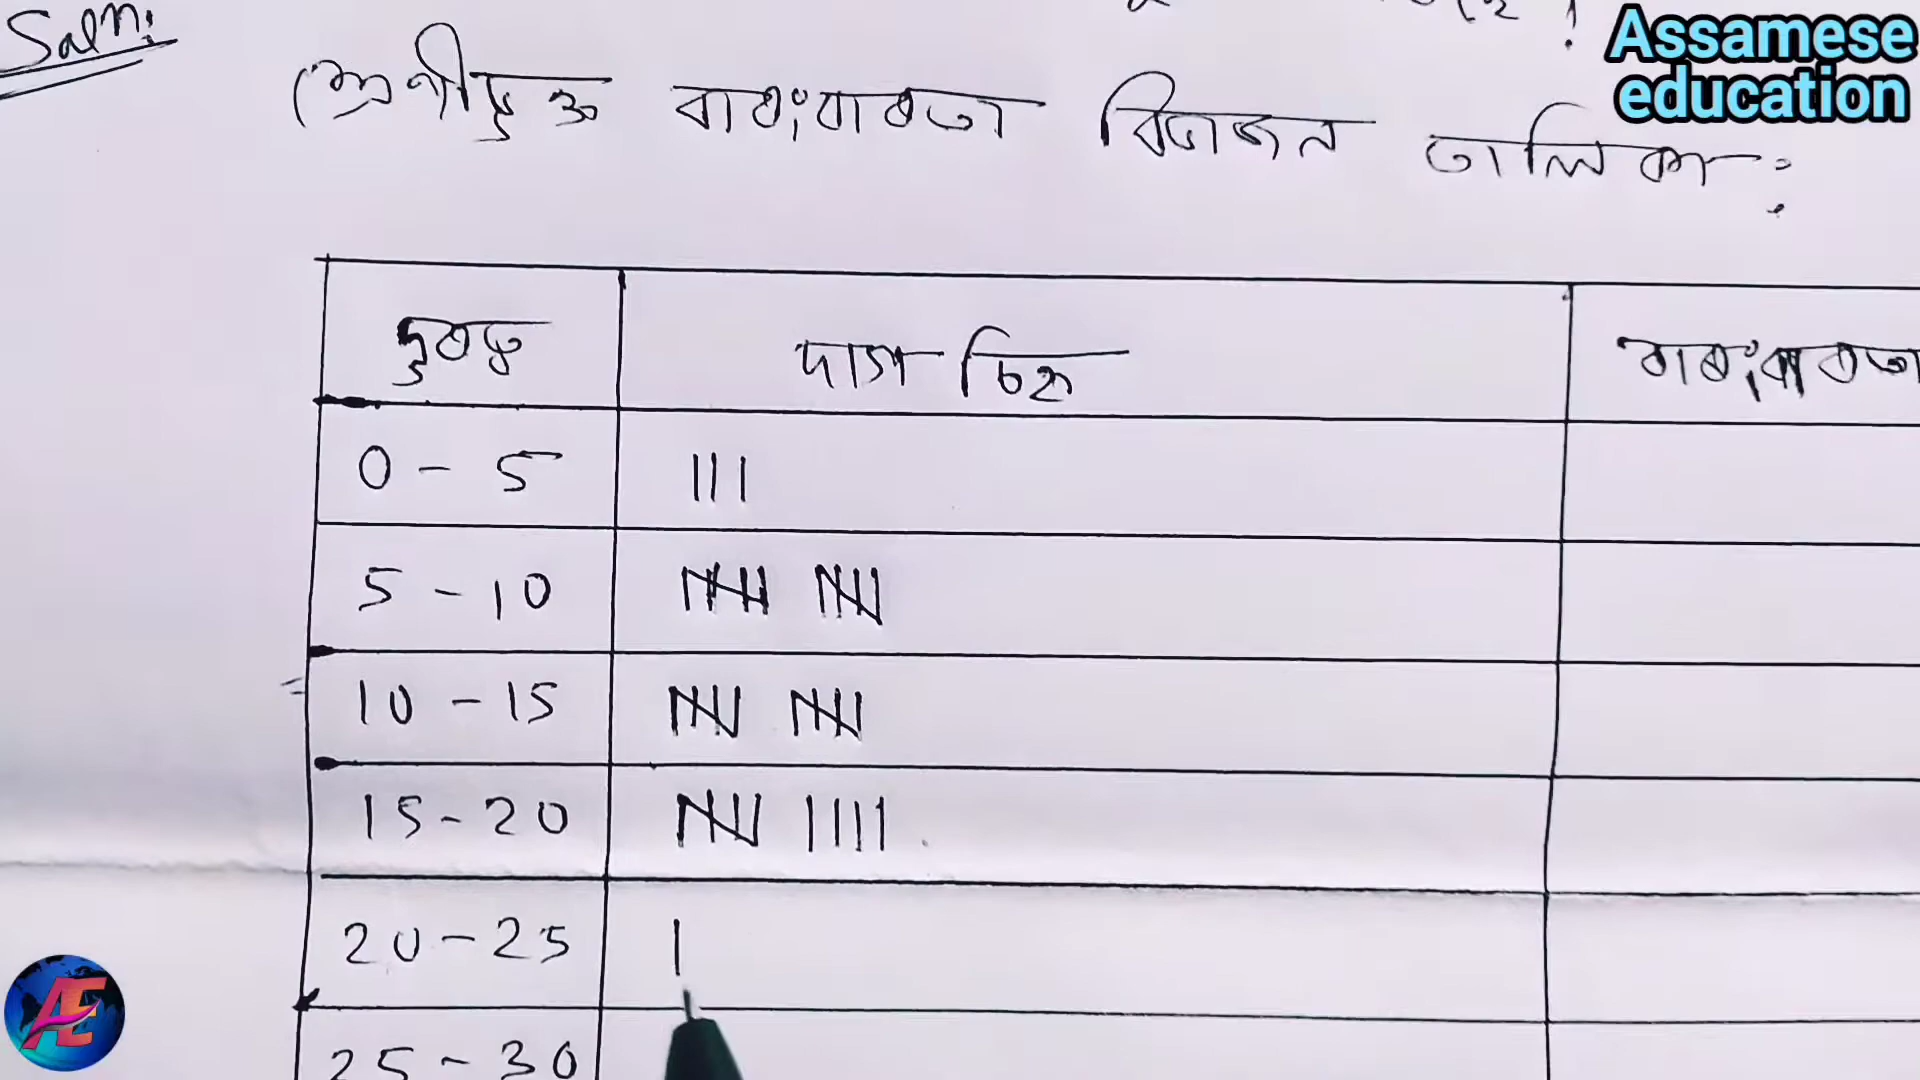 Assamese
education
Soln:
শ্ৰেণীভুক্ত বাৰংবাৰতা বিভাজন তালিকা :
দূৰত্ব দাগ চিহ্ন বাৰংবাৰতা
0 - 5 |||
5 - 10 |||| ||||
10 - 15 |||| ||||
15 - 20 |||| ||||
20 - 25 |
25 - 30
AE